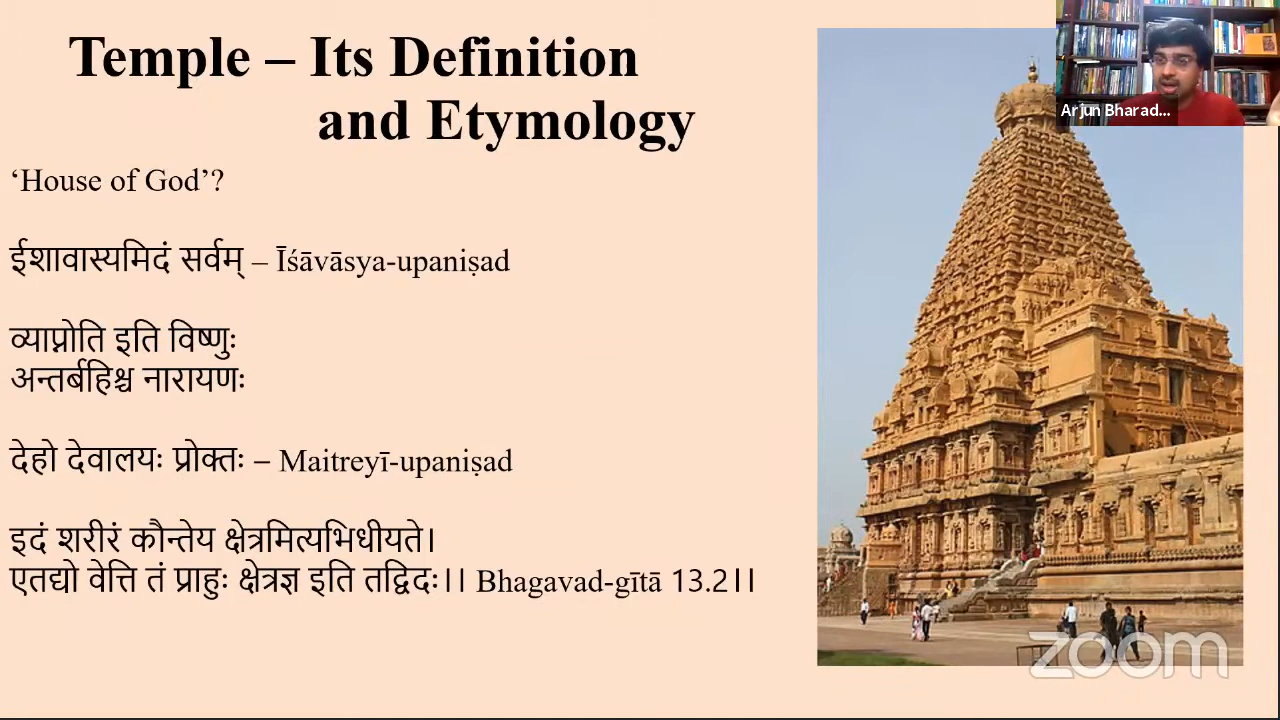 Temple – Its Definition
and Etymology
‘House of God’?
ईशावास्यमिदं सर्वम् – Īśāvāsya-upaniṣad
व्याप्नोति इति विष्णुः
अन्तर्बहिश्च नारायणः
देहो देवालयः प्रोक्तः – Maitreyī-upaniṣad
इदं शरीरं कौन्तेय क्षेत्रमित्यभिधीयते।
एतद्यो वेत्ति तं प्राहुः क्षेत्रज्ञ इति तद्विदः।। Bhagavad-gītā 13.2।।
Arjun Bharad...
zoom